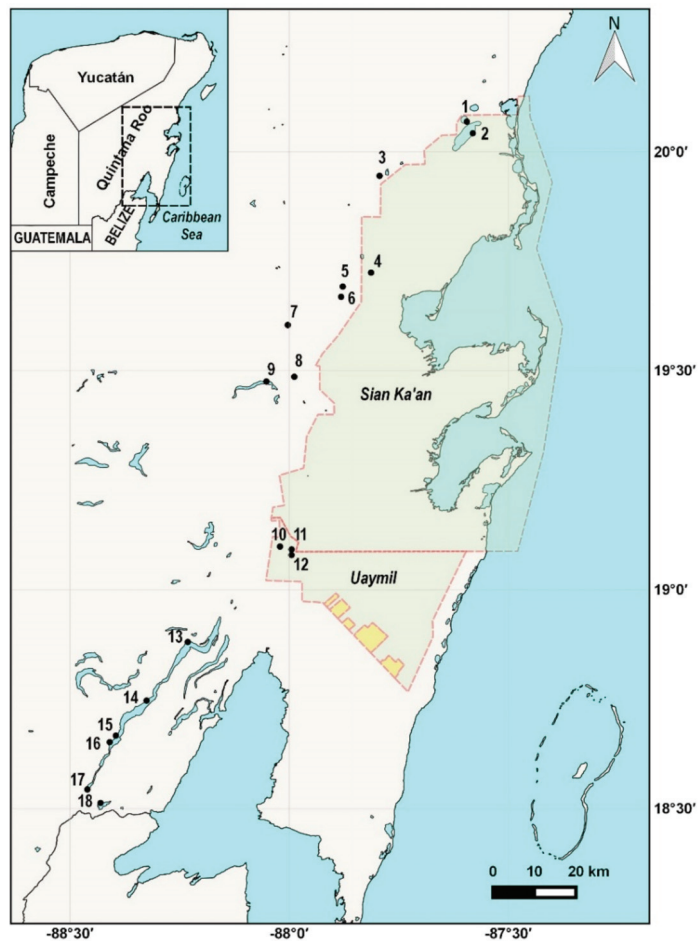 Yucatán
Campeche
Quintana Roo
BELIZE
Caribbean
Sea
GUATEMALA
N
1
2
3
4
5
6
7
8
9
Sian Ka'an
10
11
12
Uaymil
13
14
15
16
17
18
20°0'
19°30'
19°0'
18°30'
0 10 20 km
-88°30' -88°0' -87°30'